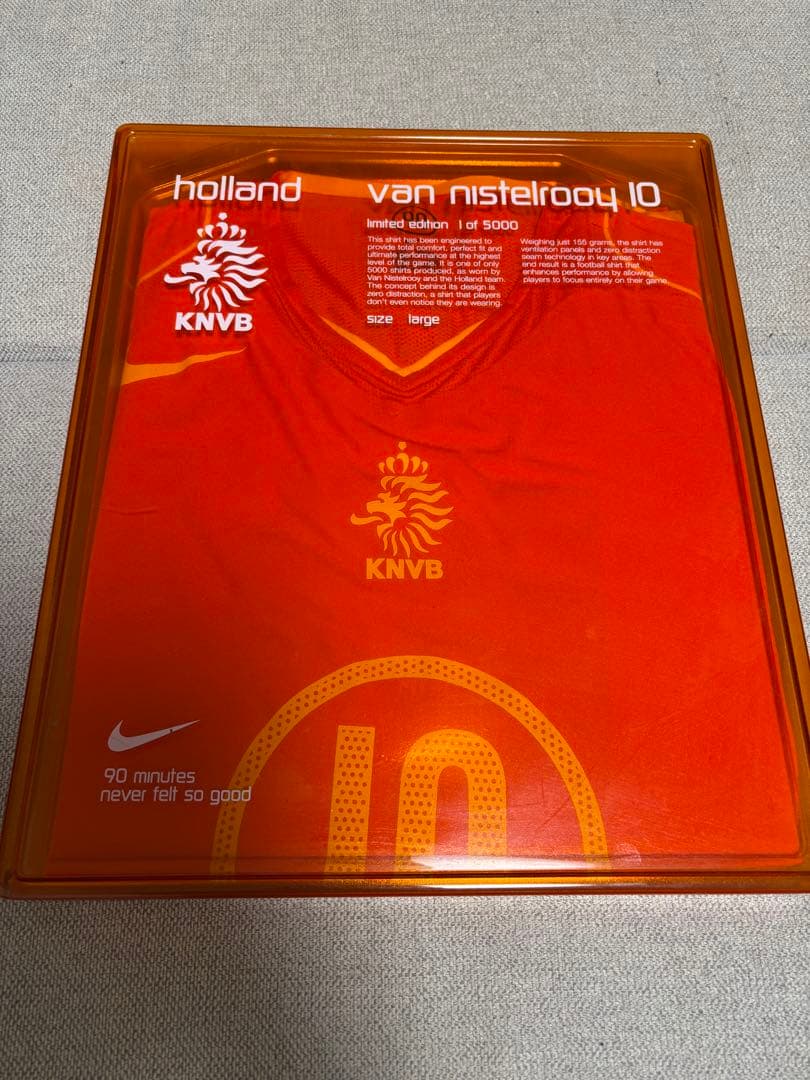 holland
van nistelrooy 10
limited edition 1 of 5000
This shirt has been engineered to
provide total comfort, perfect fit and
ultimate performance at the highest
level of the game. It is one of only
5000 shirts produced, as worn by
Van Nistelrooy and the Holland team.
The concept behind its design is
zero distraction, a shirt that players
don't even notice they are wearing.
Weighing just 155 grams, the shirt has
ventilation panels and zero distraction
seam technology in key areas. The
end result is a football shirt that
enhances performance by allowing
players to focus entirely on their game.
size large
KNVB
KNVB
10
90 minutes
never felt so good